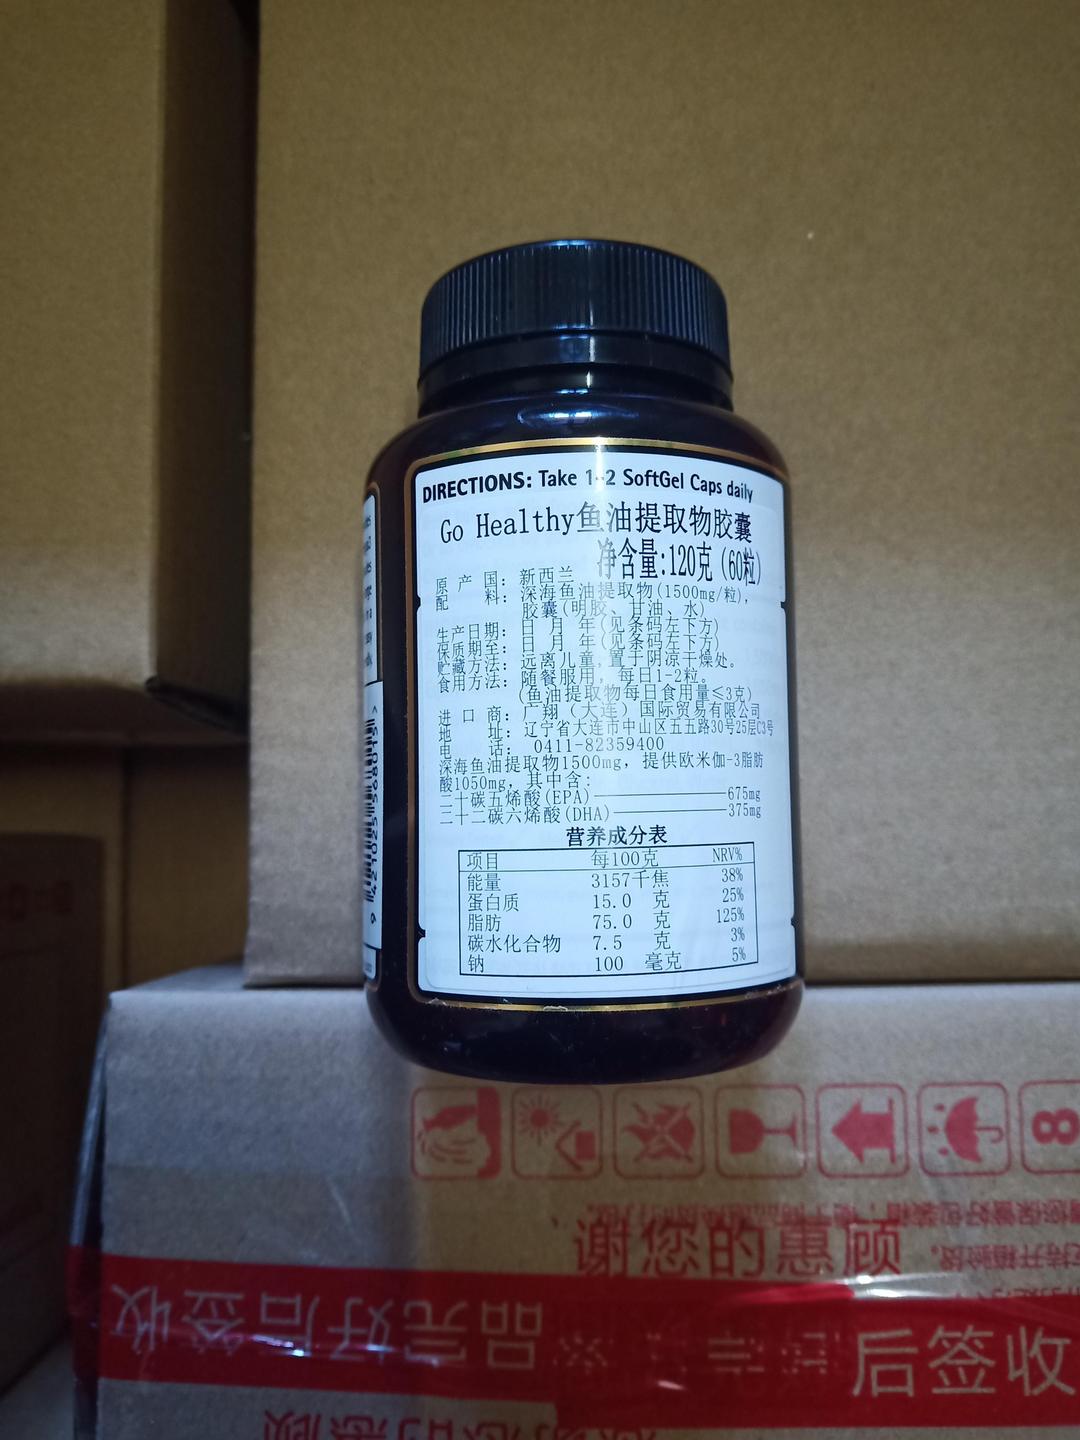 DIRECTIONS: Take 1-2 SoftGel Caps daily
Go Healthy鱼油提取物胶囊
净含量:120克(60粒)
原产国：新西兰
配料：深海鱼油提取物(1500mg/粒),
胶囊(明胶、甘油、水)
生产日期：日 月 年(见条码左下方)
保质期至：日 月 年(见条码左下方)
贮藏方法：远离儿童,置于阴凉干燥处。
食用方法：随餐服用, 每日1-2粒。
(鱼油提取物每日食用量≤3克)
进口商：广翔（大连）国际贸易有限公司
地址：辽宁省大连市中山区五五路30号25层C3号
电话：0411-82359400
深海鱼油提取物1500mg, 提供欧米伽-3脂肪
酸1050mg, 其中含:
二十碳五烯酸(EPA)————675mg
二十二碳六烯酸(DHA)————375mg
营养成分表
项目 每100克 NRV%
能量 3157千焦 38%
蛋白质 15.0 克 25%
脂肪 75.0 克 125%
碳水化合物 7.5 克 3%
钠 100 毫克 5%
8
谢您的惠顾
品完好后签收
后签收